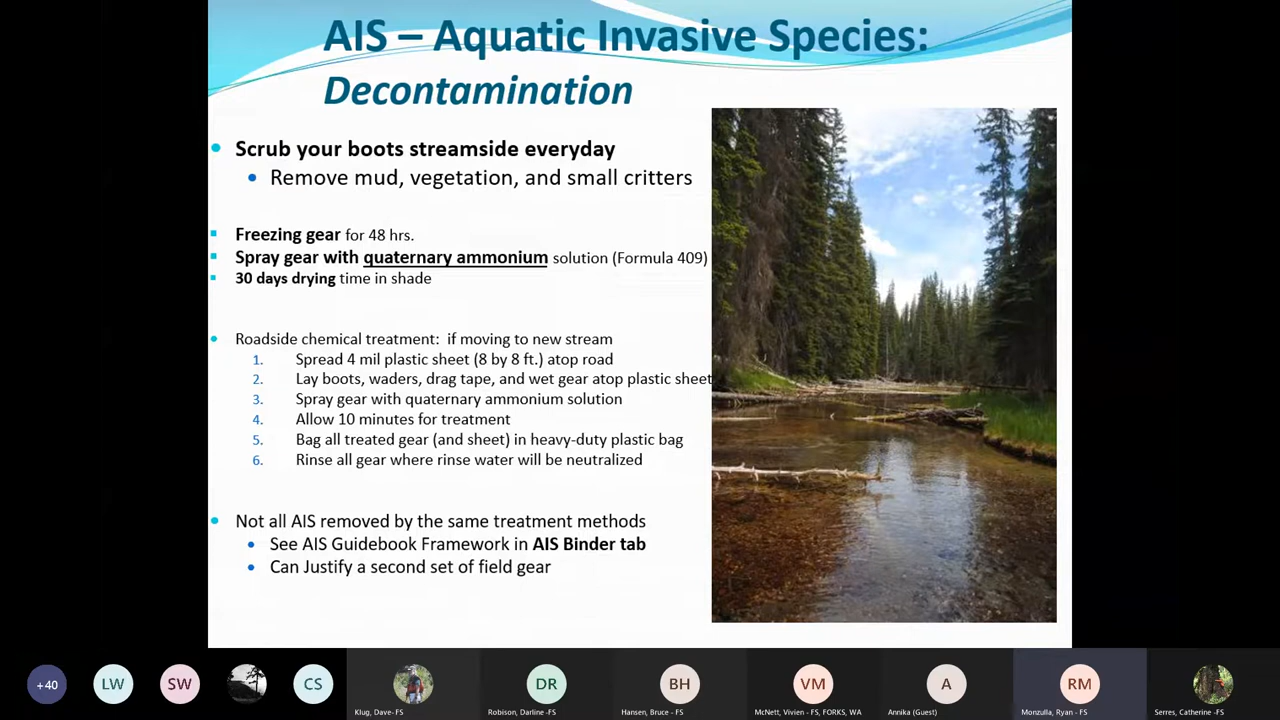 AIS – Aquatic Invasive Species:
Decontamination
Scrub your boots streamside everyday
Remove mud, vegetation, and small critters
Freezing gear for 48 hrs.
Spray gear with quaternary ammonium solution (Formula 409)
30 days drying time in shade
Roadside chemical treatment: if moving to new stream
1. Spread 4 mil plastic sheet (8 by 8 ft.) atop road
2. Lay boots, waders, drag tape, and wet gear atop plastic sheet
3. Spray gear with quaternary ammonium solution
4. Allow 10 minutes for treatment
5. Bag all treated gear (and sheet) in heavy-duty plastic bag
6. Rinse all gear where rinse water will be neutralized
Not all AIS removed by the same treatment methods
See AIS Guidebook Framework in AIS Binder tab
Can Justify a second set of field gear
+40 LW SW CS DR BH VM A RM
Klug, Dave- FS Robison, Darline -FS Hansen, Bruce - FS McNett, Vivien - FS, FORKS, WA Annika (Guest) Monzulla, Ryan - FS Serres, Catherine -FS